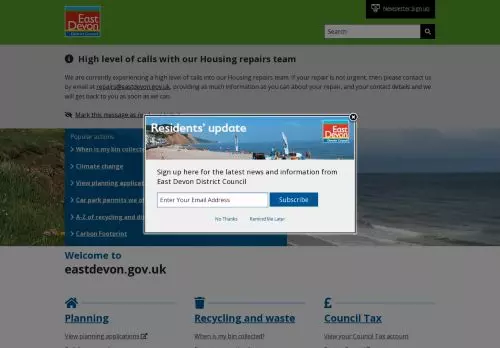 East
Devon
District Council
Newsletter Sign up
Search
High level of calls with our Housing repairs team
We are currently experiencing a high level of calls into our Housing repairs team. If your repair is not urgent, then please contact us
by email at repairs@eastdevon.gov.uk, providing as much information as you can about your repair, and your contact details and we
will get back to you as soon as we can.
Mark this message as
Popular actions
When is my bin collected
Climate change
View planning applica
Car park permits we o
A-Z of recycling and
Carbon Footprint
Residents' update
East
Devon
District Council
Sign up here for the latest news and information from
East Devon District Council
Enter Your Email Address
Subscribe
No Thanks
Remind Me Later
Welcome to
eastdevon.gov.uk
Planning
Recycling and waste
Council Tax
View planning applications
When is my bin collected?
View your Council Tax account